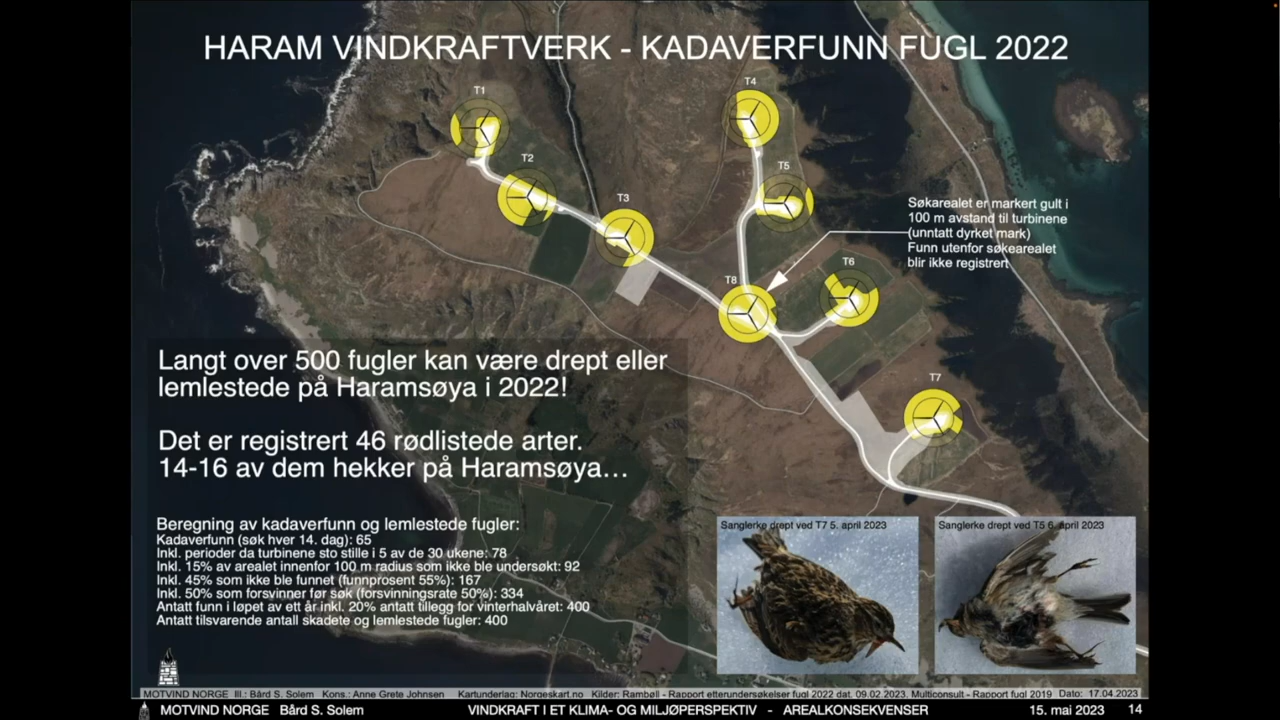 HARAM VINDKRAFTVERK - KADAVERFUNN FUGL 2022
T1
T4
T2
T5
T3
Søkarealet er markert gult i
100 m avstand til turbinene
(unntatt dyrket mark)
Funn utenfor søkearealet
blir ikke registrert
T6
T8
T7
Langt over 500 fugler kan være drept eller
lemlestede på Haramsøya i 2022!
Det er registrert 46 rødlistede arter.
14-16 av dem hekker på Haramsøya...
Beregning av kadaverfunn og lemlestede fugler:
Kadaverfunn (søk hver 14. dag): 65
Inkl. perioder da turbinene sto stille i 5 av de 30 ukene: 78
Inkl. 15% av arealet innenfor 100 m radius som ikke ble undersøkt: 92
Inkl. 45% som ikke ble funnet (funnprosent 55%): 167
Inkl. 50% som forsvinner før søk (forsvinningsrate 50%): 334
Antatt funn i løpet av ett år inkl. 20% antatt tillegg for vinterhalvåret: 400
Antatt tilsvarende antall skadete og lemlestede fugler: 400
Sanglerke drept ved T7 5. april 2023
Sanglerke drept ved T5 6. april 2023
MOTVIND NORGE Ill.: Bård S. Solem Kons.: Anne Grete Johnsen Kartunderlag: Norgeskart.no Kilder: Rambøll - Rapport etterundersøkelser fugl 2022 dat. 09.02.2023. Multiconsult - Rapport fugl 2019 Dato: 17.04.2023
MOTVIND NORGE Bård S. Solem VINDKRAFT I ET KLIMA- OG MILJØPERSPEKTIV - AREALKONSEKVENSER 15. mai 2023 14